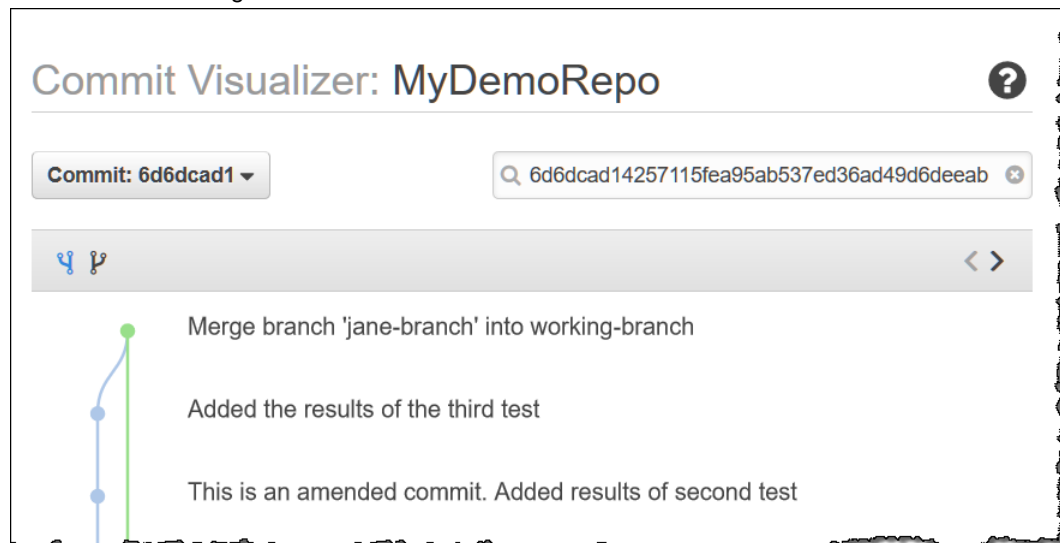 Commit Visualizer: MyDemoRepo
Commit: 6d6dcad1
6d6dcad14257115fea95ab537ed36ad49d6deeab
Merge branch 'jane-branch' into working-branch
Added the results of the third test
This is an amended commit. Added results of second test